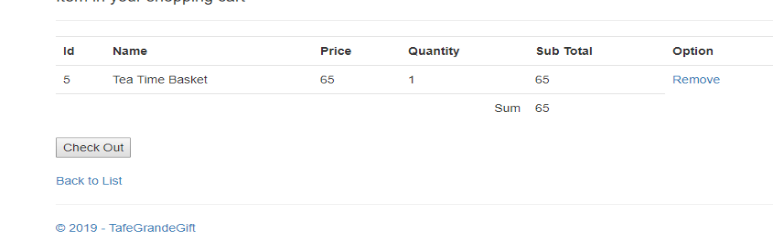 Item in your shopping cart
Id Name Price Quantity Sub Total Option
5 Tea Time Basket 65 1 65 Remove
Sum 65
Check Out
Back to List
© 2019 - TafeGrandeGift